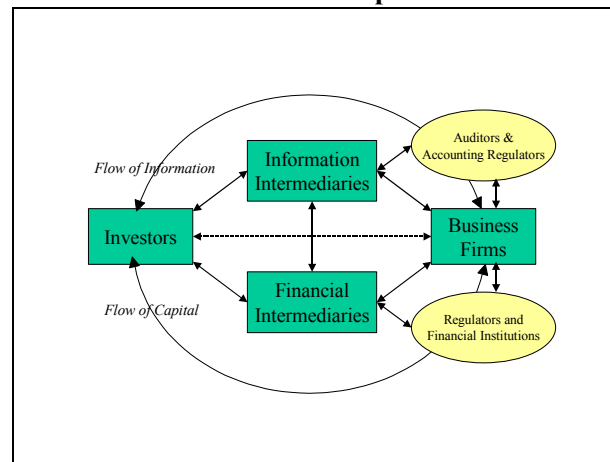 Auditors &
Accounting Regulators
Information
Intermediaries
Flow of Information
Investors
Business
Firms
Financial
Intermediaries
Flow of Capital
Regulators and
Financial Institutions